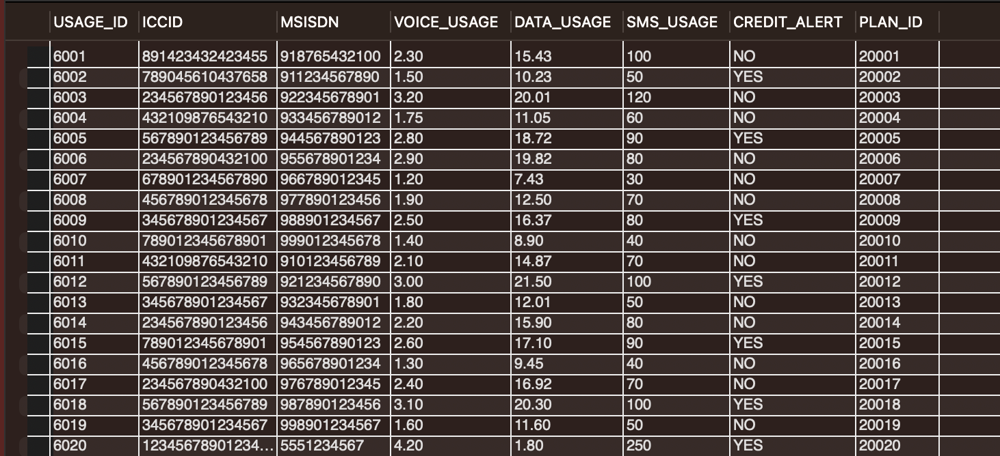 USAGE_ID ICCID MSISDN VOICE_USAGE DATA_USAGE SMS_USAGE CREDIT_ALERT PLAN_ID
6001 891423432423455 918765432100 2.30 15.43 100 NO 20001
6002 789045610437658 911234567890 1.50 10.23 50 YES 20002
6003 234567890123456 922345678901 3.20 20.01 120 NO 20003
6004 432109876543210 933456789012 1.75 11.05 60 NO 20004
6005 567890123456789 944567890123 2.80 18.72 90 YES 20005
6006 234567890432100 955678901234 2.90 19.82 80 NO 20006
6007 678901234567890 966789012345 1.20 7.43 30 NO 20007
6008 456789012345678 977890123456 1.90 12.50 70 NO 20008
6009 345678901234567 988901234567 2.50 16.37 80 YES 20009
6010 789012345678901 999012345678 1.40 8.90 40 NO 20010
6011 432109876543210 910123456789 2.10 14.87 70 NO 20011
6012 567890123456789 921234567890 3.00 21.50 100 YES 20012
6013 345678901234567 932345678901 1.80 12.01 50 NO 20013
6014 234567890123456 943456789012 2.20 15.90 80 NO 20014
6015 789012345678901 954567890123 2.60 17.10 90 YES 20015
6016 456789012345678 965678901234 1.30 9.45 40 NO 20016
6017 234567890432100 976789012345 2.40 16.92 70 NO 20017
6018 567890123456789 987890123456 3.10 20.30 100 YES 20018
6019 345678901234567 998901234567 1.60 11.60 50 NO 20019
6020 12345678901234... 5551234567 4.20 1.80 250 YES 20020